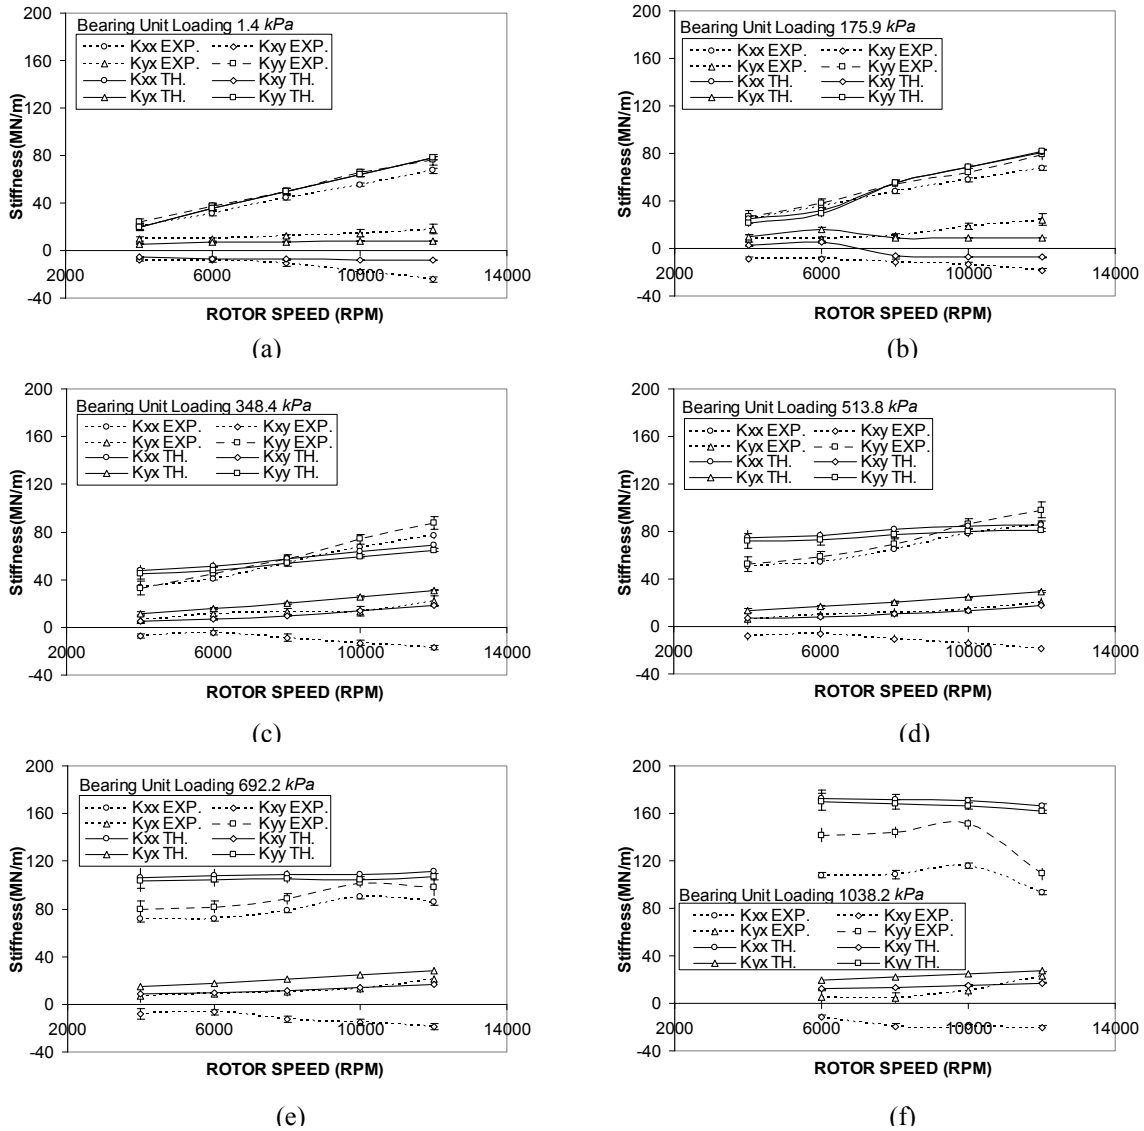 200
160
120
80
40
0
-40
2000 6000 10000 14000
Stiffness(MN/m)
ROTOR SPEED (RPM)
Bearing Unit Loading 1.4 kPa
Kxx EXP. Kxy EXP.
Kyx EXP. Kyy EXP.
Kxx TH. Kxy TH.
Kyx TH. Kyy TH.
(a)
200
160
120
80
40
0
-40
2000 6000 10000 14000
Stiffness(MN/m)
ROTOR SPEED (RPM)
Bearing Unit Loading 175.9 kPa
Kxx EXP. Kxy EXP.
Kyx EXP. Kyy EXP.
Kxx TH. Kxy TH.
Kyx TH. Kyy TH.
(b)
200
160
120
80
40
0
-40
2000 6000 10000 14000
Stiffness(MN/m)
ROTOR SPEED (RPM)
Bearing Unit Loading 348.4 kPa
Kxx EXP. Kxy EXP.
Kyx EXP. Kyy EXP.
Kxx TH. Kxy TH.
Kyx TH. Kyy TH.
(c)
200
160
120
80
40
0
-40
2000 6000 10000 14000
Stiffness(MN/m)
ROTOR SPEED (RPM)
Bearing Unit Loading 513.8 kPa
Kxx EXP. Kxy EXP.
Kyx EXP. Kyy EXP.
Kxx TH. Kxy TH.
Kyx TH. Kyy TH.
(d)
200
160
120
80
40
0
-40
2000 6000 10000 14000
Stiffness(MN/m)
ROTOR SPEED (RPM)
Bearing Unit Loading 692.2 kPa
Kxx EXP. Kxy EXP.
Kyx EXP. Kyy EXP.
Kxx TH. Kxy TH.
Kyx TH. Kyy TH.
(e)
200
160
120
80
40
0
-40
2000 6000 10000 14000
Stiffness(MN/m)
ROTOR SPEED (RPM)
Bearing Unit Loading 1038.2 kPa
Kxx EXP. Kxy EXP.
Kyx EXP. Kyy EXP.
Kxx TH. Kxy TH.
Kyx TH. Kyy TH.
(f)